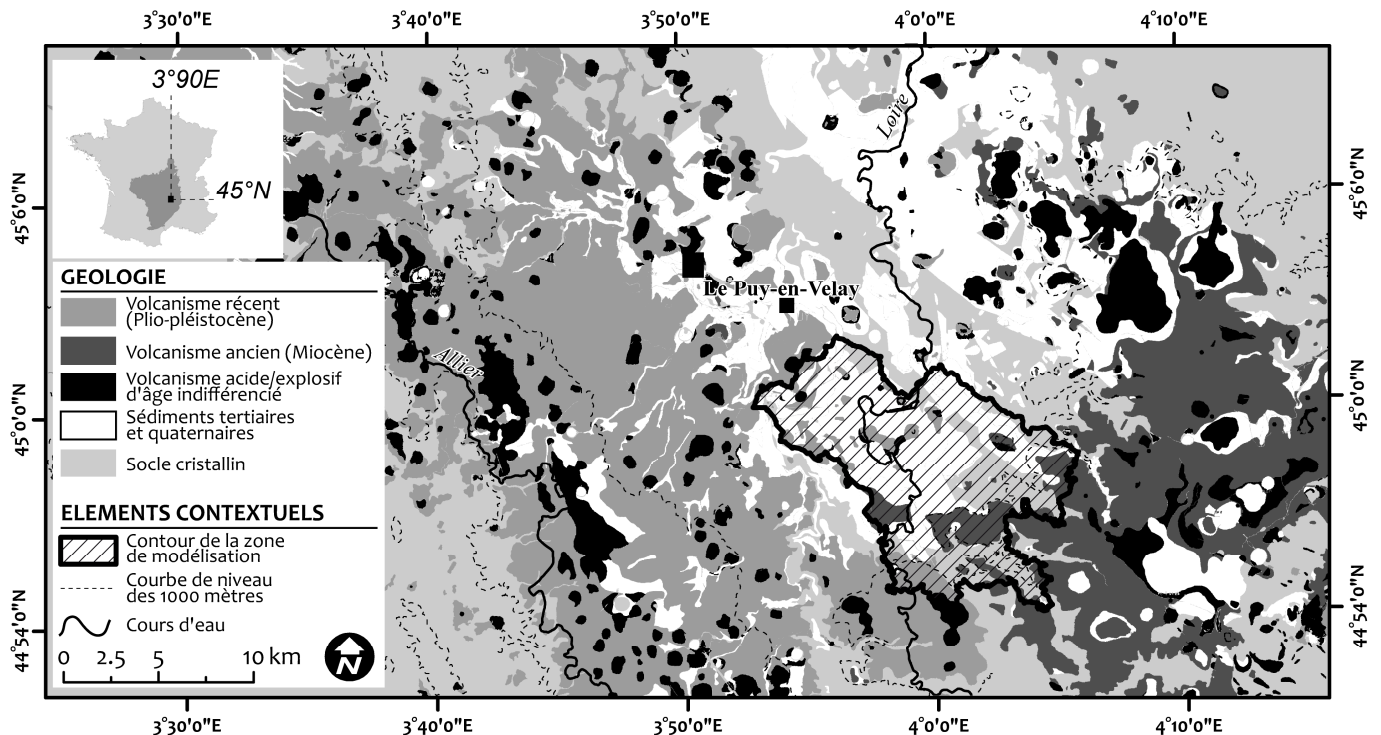 3°30'0"E
3°40'0"E
3°50'0"E
4°0'0"E
4°10'0"E
3°90E
45°N
45°6'0"N
45°6'0"N
Loire
Le Puy-en-Velay
Allier
45°0'0"N
45°0'0"N
44°54'0"N
44°54'0"N
GEOLOGIE
Volcanisme récent
(Plio-pléistocène)
Volcanisme ancien (Miocène)
Volcanisme acide/explosif
d'âge indifférencié
Sédiments tertiaires
et quaternaires
Socle cristallin
ELEMENTS CONTEXTUELS
Contour de la zone
de modélisation
Courbe de niveau
des 1000 mètres
Cours d'eau
0 2.5 5 10 km
N
3°30'0"E
3°40'0"E
3°50'0"E
4°0'0"E
4°10'0"E